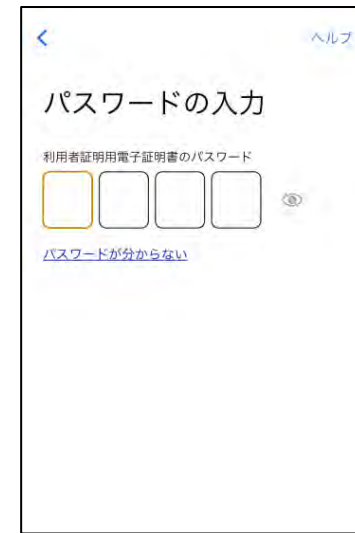 ヘルプ
パスワードの入力
利用者証明用電子証明書のパスワード
パスワードが分からない